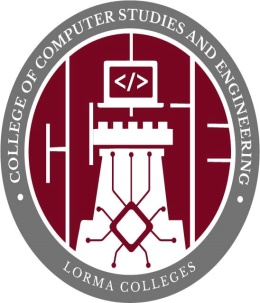 COLLEGE OF COMPUTER STUDIES AND ENGINEERING
</>
LORMA COLLEGES